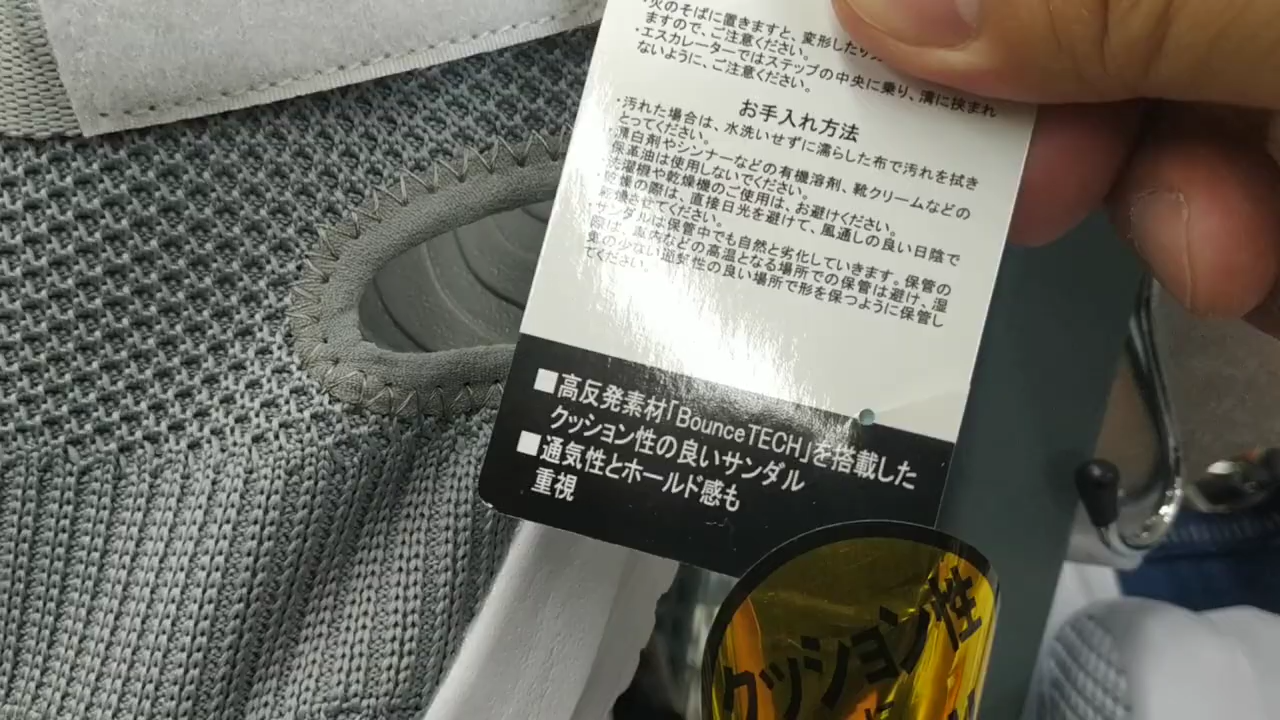 ・火のそばに置きますと、変形したり
ますので、ご注意ください。
・エスカレーターではステップの中央に乗り、溝に挟まれ
ないように、ご注意ください。
お手入れ方法
・汚れた場合は、水洗いせずに濡らした布で汚れを拭き
とってください。
・漂白剤やシンナーなどの有機溶剤、靴クリームなどの
保革油は使用しないでください。
・洗濯機や乾燥機のご使用は、お避けください。
・乾燥の際は、直接日光を避けて、風通しの良い日陰で
乾燥させてください。
・サンダルは保管中でも自然と劣化していきます。保管の
際は、車内などの高温となる場所での保管は避け、湿
気の少ない通気性の良い場所で形を保つように保管し
てください。
■高反発素材「BounceTECH」を搭載した
クッション性の良いサンダル
■通気性とホールド感も
重視
クッション性